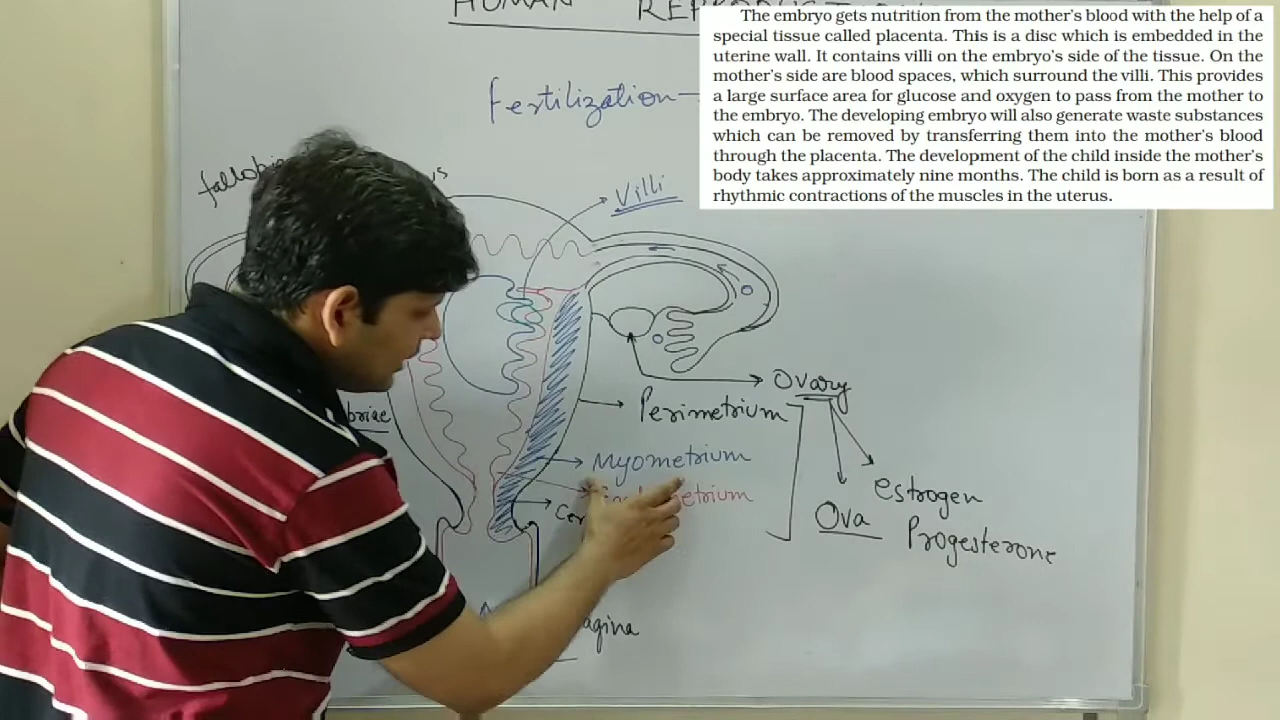 HUMAN
The embryo gets nutrition from the mother's blood with the help of a
special tissue called placenta. This is a disc which is embedded in the
uterine wall. It contains villi on the embryo's side of the tissue. On the
mother's side are blood spaces, which surround the villi. This provides
a large surface area for glucose and oxygen to pass from the mother to
the embryo. The developing embryo will also generate waste substances
which can be removed by transferring them into the mother's blood
through the placenta. The development of the child inside the mother's
body takes approximately nine months. The child is born as a result of
rhythmic contractions of the muscles in the uterus.
Fertilization
Villi
Ovary
Perimetrium
Myometrium
estrogen
Ova
Progesterone